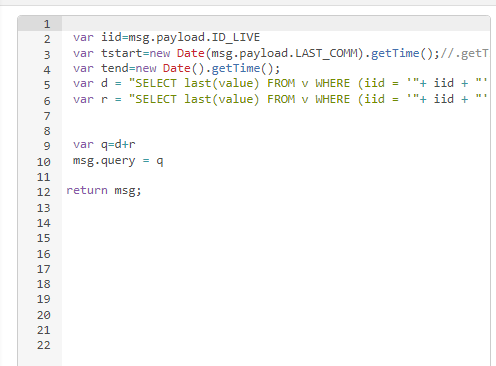 1
2 var iid=msg.payload.ID_LIVE
3 var tstart=new Date(msg.payload.LAST_COMM).getTime();//.getT
4 var tend=new Date().getTime();
5 var d = "SELECT last(value) FROM v WHERE (iid = '"+ iid + "'
6 var r = "SELECT last(value) FROM v WHERE (iid = '"+ iid + "'
7
8
9 var q=d+r
10 msg.query = q
11
12 return msg;
13
14
15
16
17
18
19
20
21
22